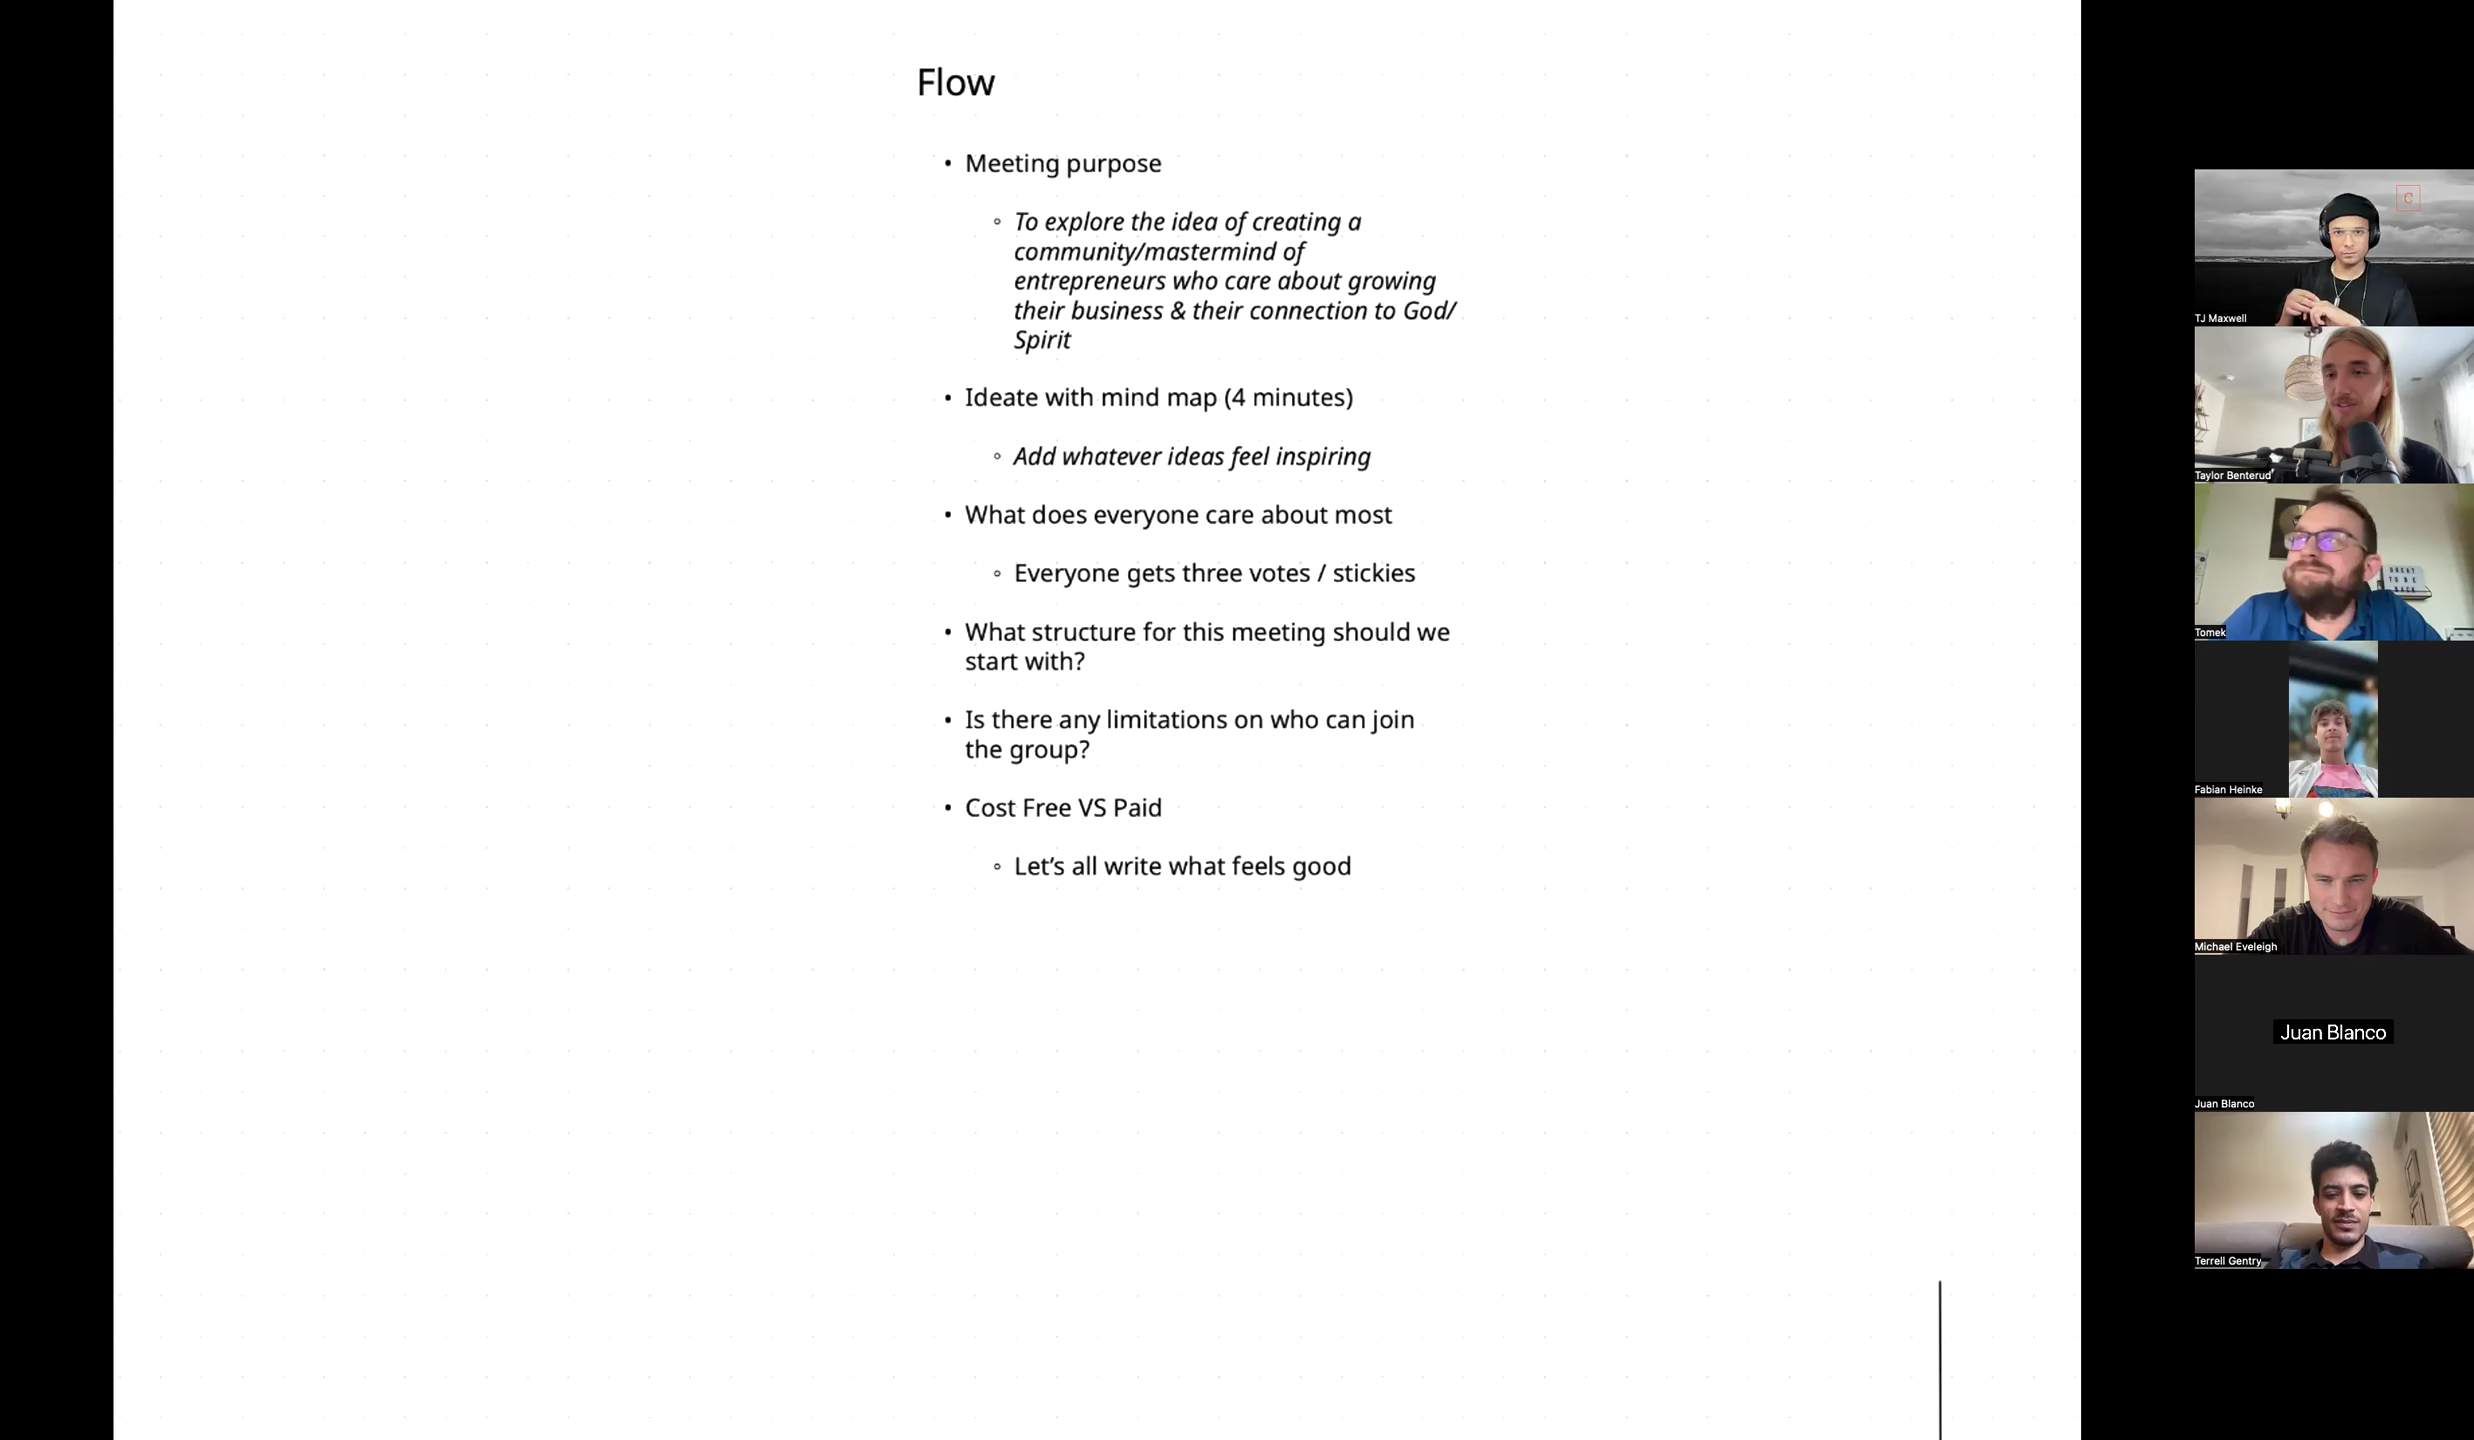 Flow
• Meeting purpose
◦ To explore the idea of creating a
community/mastermind of
entrepreneurs who care about growing
their business & their connection to God/
Spirit
• Ideate with mind map (4 minutes)
◦ Add whatever ideas feel inspiring
• What does everyone care about most
◦ Everyone gets three votes / stickies
• What structure for this meeting should we
start with?
• Is there any limitations on who can join
the group?
• Cost Free VS Paid
◦ Let’s all write what feels good
C
TJ Maxwell
Taylor Benterud
GREAT
TO BE
BACK
Tomek
Fabian Heinke
Michael Eveleigh
Juan Blanco
Juan Blanco
Terrell Gentry